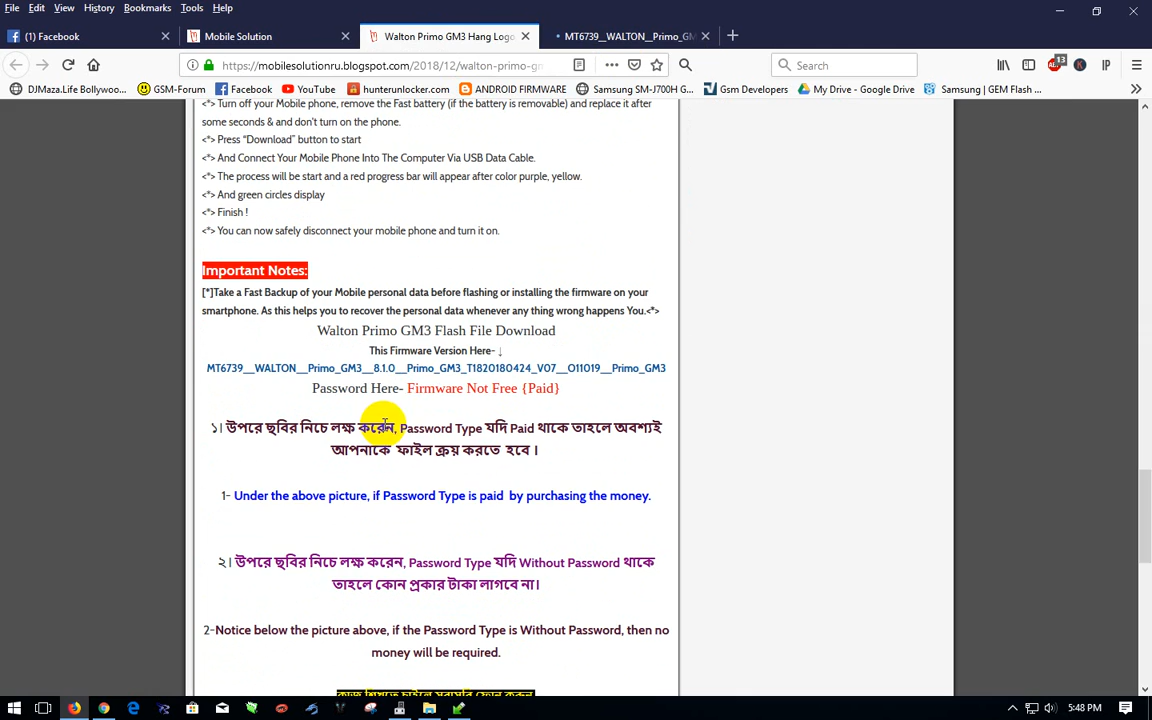 File Edit View History Bookmarks Tools Help
(1) Facebook
Mobile Solution
Walton Primo GM3 Hang Logo
MT6739__WALTON__Primo_GM
https://mobilesolutionru.blogspot.com/2018/12/walton-primo-gm
Search
13
IP
DJMaza.Life Bollywoo...
GSM-Forum
Facebook
YouTube
hunterunlocker.com
ANDROID FIRMWARE
Samsung SM-J700H G...
Gsm Developers
My Drive - Google Dr...
Samsung | GEM Flash ...
<*> Turn off your Mobile phone, remove the Fast battery (if the battery is removable) and replace it after
some seconds & and don't turn on the phone.
<*> Press “Download” button to start
<*> And Connect Your Mobile Phone Into The Computer Via USB Data Cable.
<*> The process will be start and a red progress bar will appear after color purple, yellow.
<*> And green circles display
<*> Finish !
<*> You can now safely disconnect your mobile phone and turn it on.
Important Notes:
[*]Take a Fast Backup of your Mobile personal data before flashing or installing the firmware on your
smartphone. As this helps you to recover the personal data whenever any thing wrong happens You.<*>
Walton Primo GM3 Flash File Download
This Firmware Version Here- ↓
MT6739__WALTON__Primo_GM3__8.1.0__Primo_GM3_T1820180424_V07__O11019__Primo_GM3
Password Here- Firmware Not Free {Paid}
১। উপরে ছবির নিচে লক্ষ করেন, Password Type যদি Paid থাকে তাহলে অবশ্যই
আপনাকে ফাইল ক্রয় করতে হবে ।
1- Under the above picture, if Password Type is paid by purchasing the money.
২। উপরে ছবির নিচে লক্ষ করেন, Password Type যদি Without Password থাকে
তাহলে কোন প্রকার টাকা লাগবে না।
2-Notice below the picture above, if the Password Type is Without Password, then no
money will be required.
কাজ শিখতে চাইলে সরাসরি ফোন করুন
5:48 PM